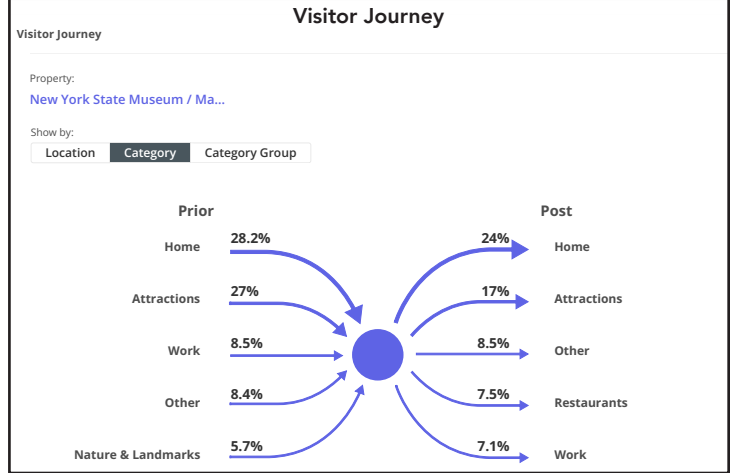 Visitor Journey
Visitor Journey
Property:
New York State Museum / Ma...
Show by:
Location Category Category Group
Prior Post
Home 28.2% 24% Home
Attractions 27% 17% Attractions
Work 8.5% 8.5% Other
Other 8.4% 7.5% Restaurants
Nature & Landmarks 5.7% 7.1% Work